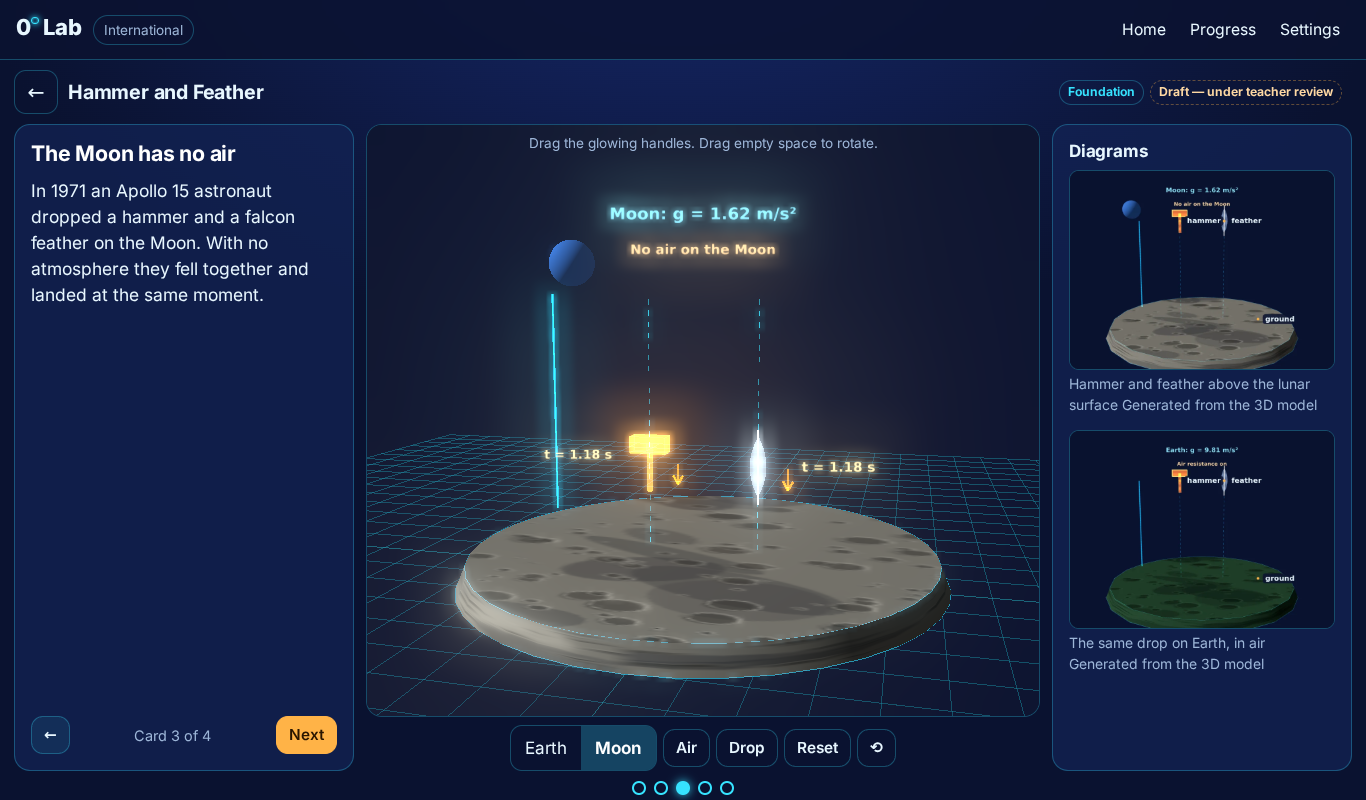 0° Lab
International
Home
Progress
Settings
←
Hammer and Feather
Foundation
Draft — under teacher review
The Moon has no air
In 1971 an Apollo 15 astronaut
dropped a hammer and a falcon
feather on the Moon. With no
atmosphere they fell together and
landed at the same moment.
←
Card 3 of 4
Next
Drag the glowing handles. Drag empty space to rotate.
Moon: g = 1.62 m/s²
No air on the Moon
t = 1.18 s
t = 1.18 s
Earth
Moon
Air
Drop
Reset
⟲
Diagrams
Moon: g = 1.62 m/s²
No air on the Moon
hammer
feather
ground
Hammer and feather above the lunar
surface Generated from the 3D model
Earth: g = 9.81 m/s²
Air resistance on
hammer
feather
ground
The same drop on Earth, in air
Generated from the 3D model